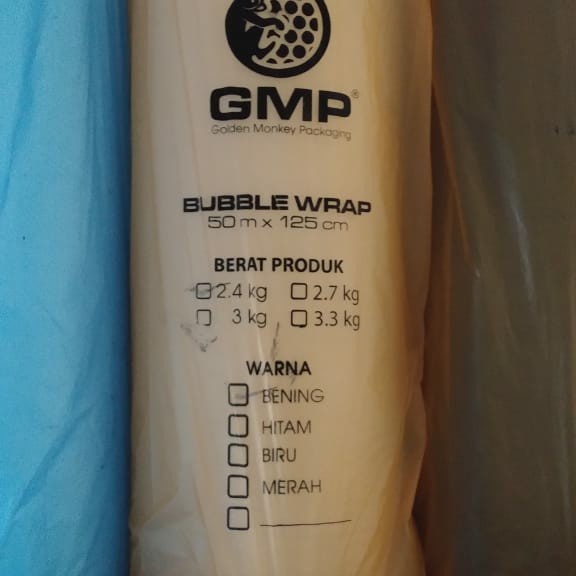 GMP®
Golden Monkey Packaging
BUBBLE WRAP
50 m x 125 cm
BERAT PRODUK
2.4 kg 2.7 kg
3 kg 3.3 kg
WARNA
BENING
HITAM
BIRU
MERAH